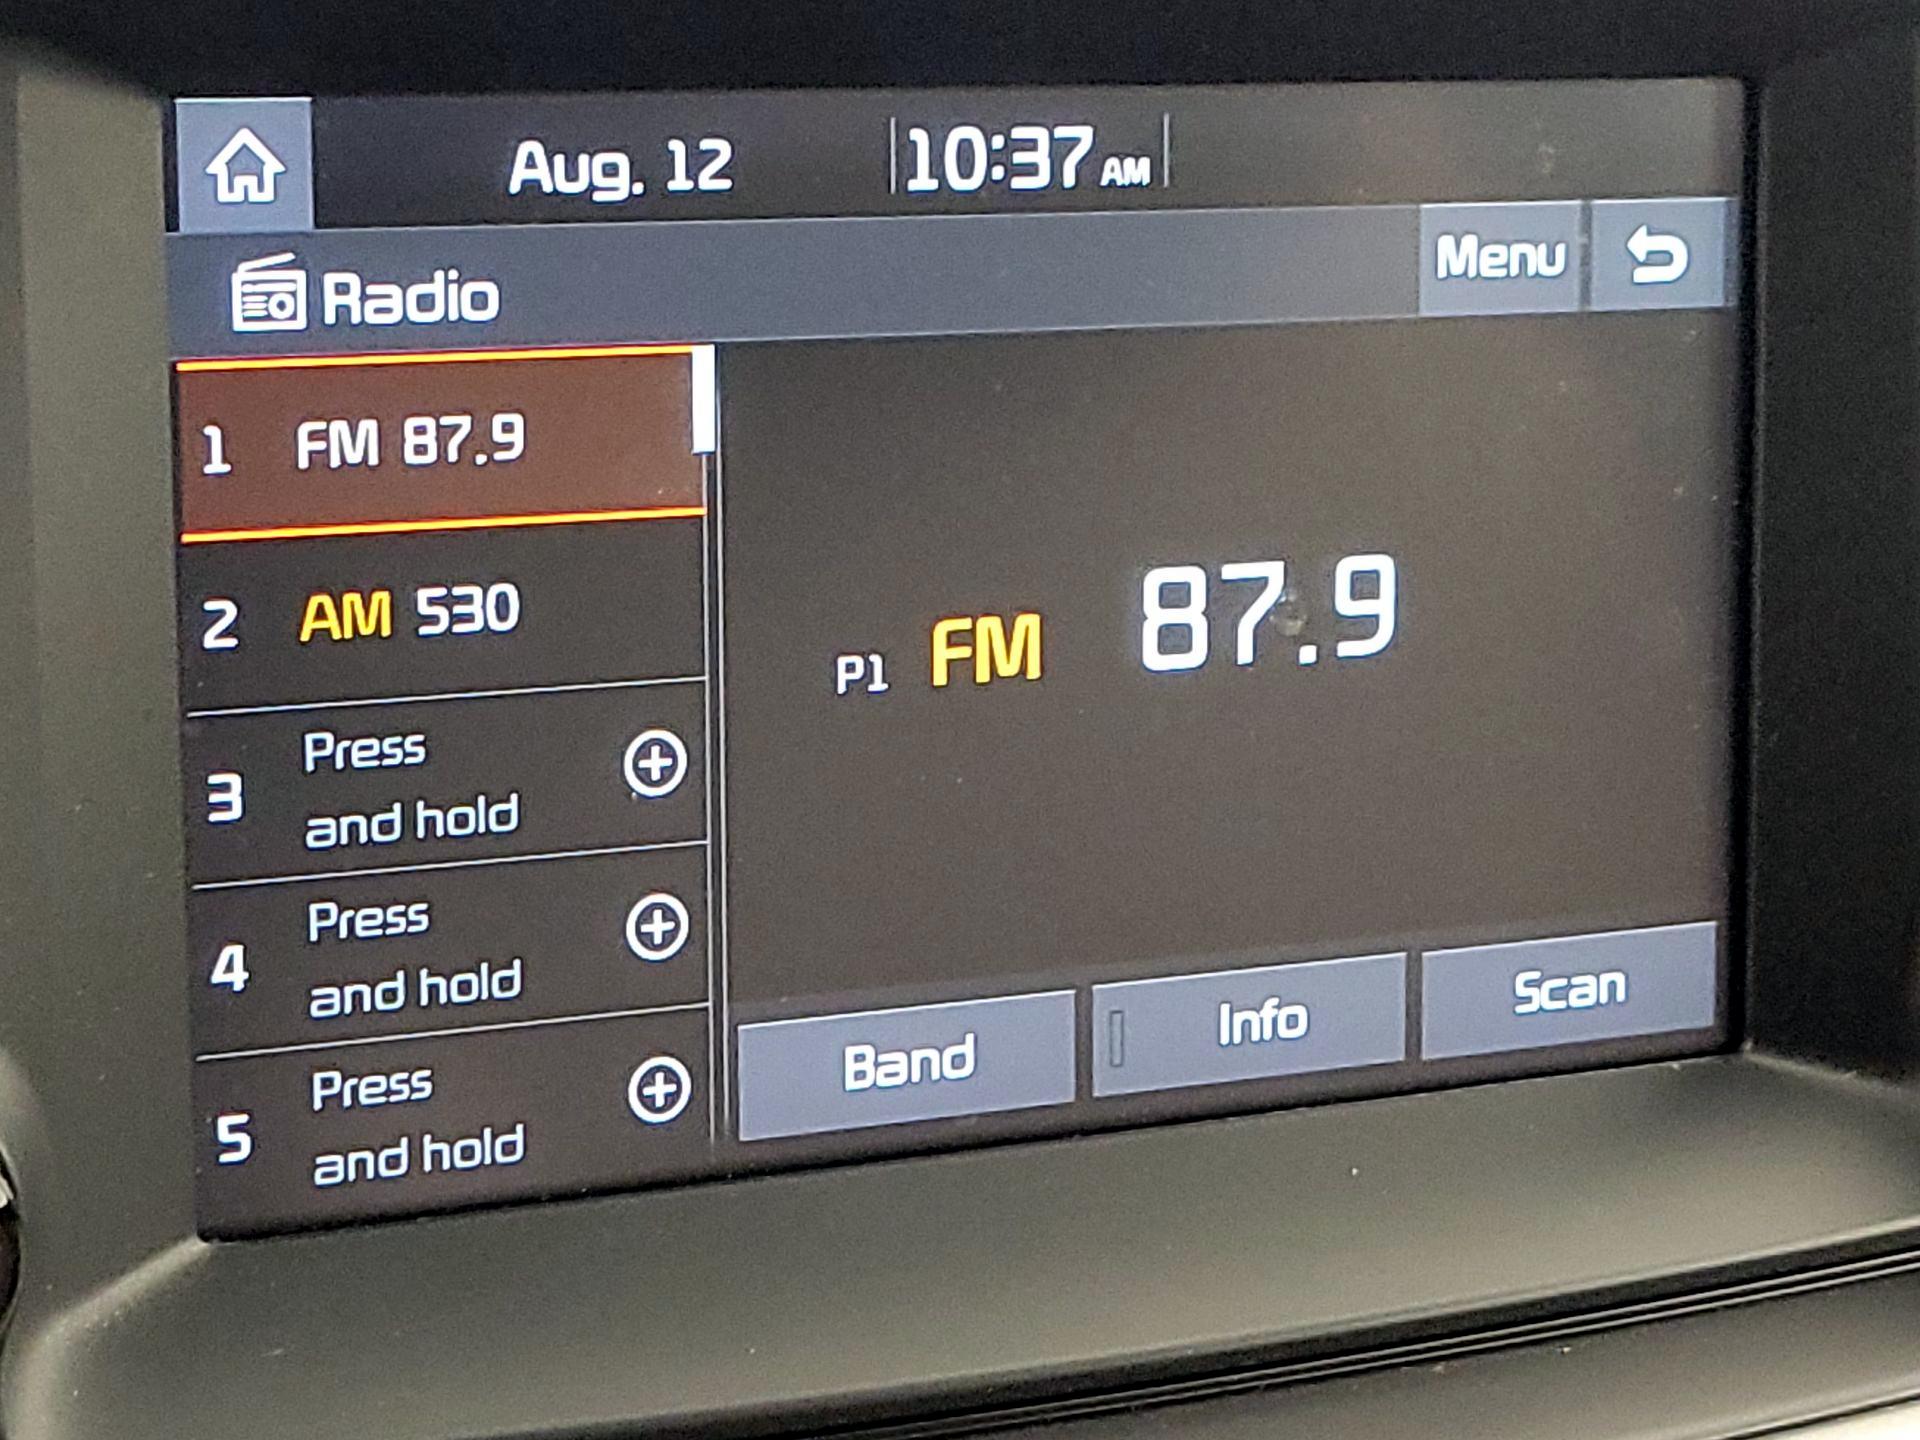 Aug. 12
10:37 AM
Radio
Menu
1 FM 87.9
2 AM 530
3 Press
and hold
4 Press
and hold
5 Press
and hold
P1 FM 87.9
Band
Info
Scan